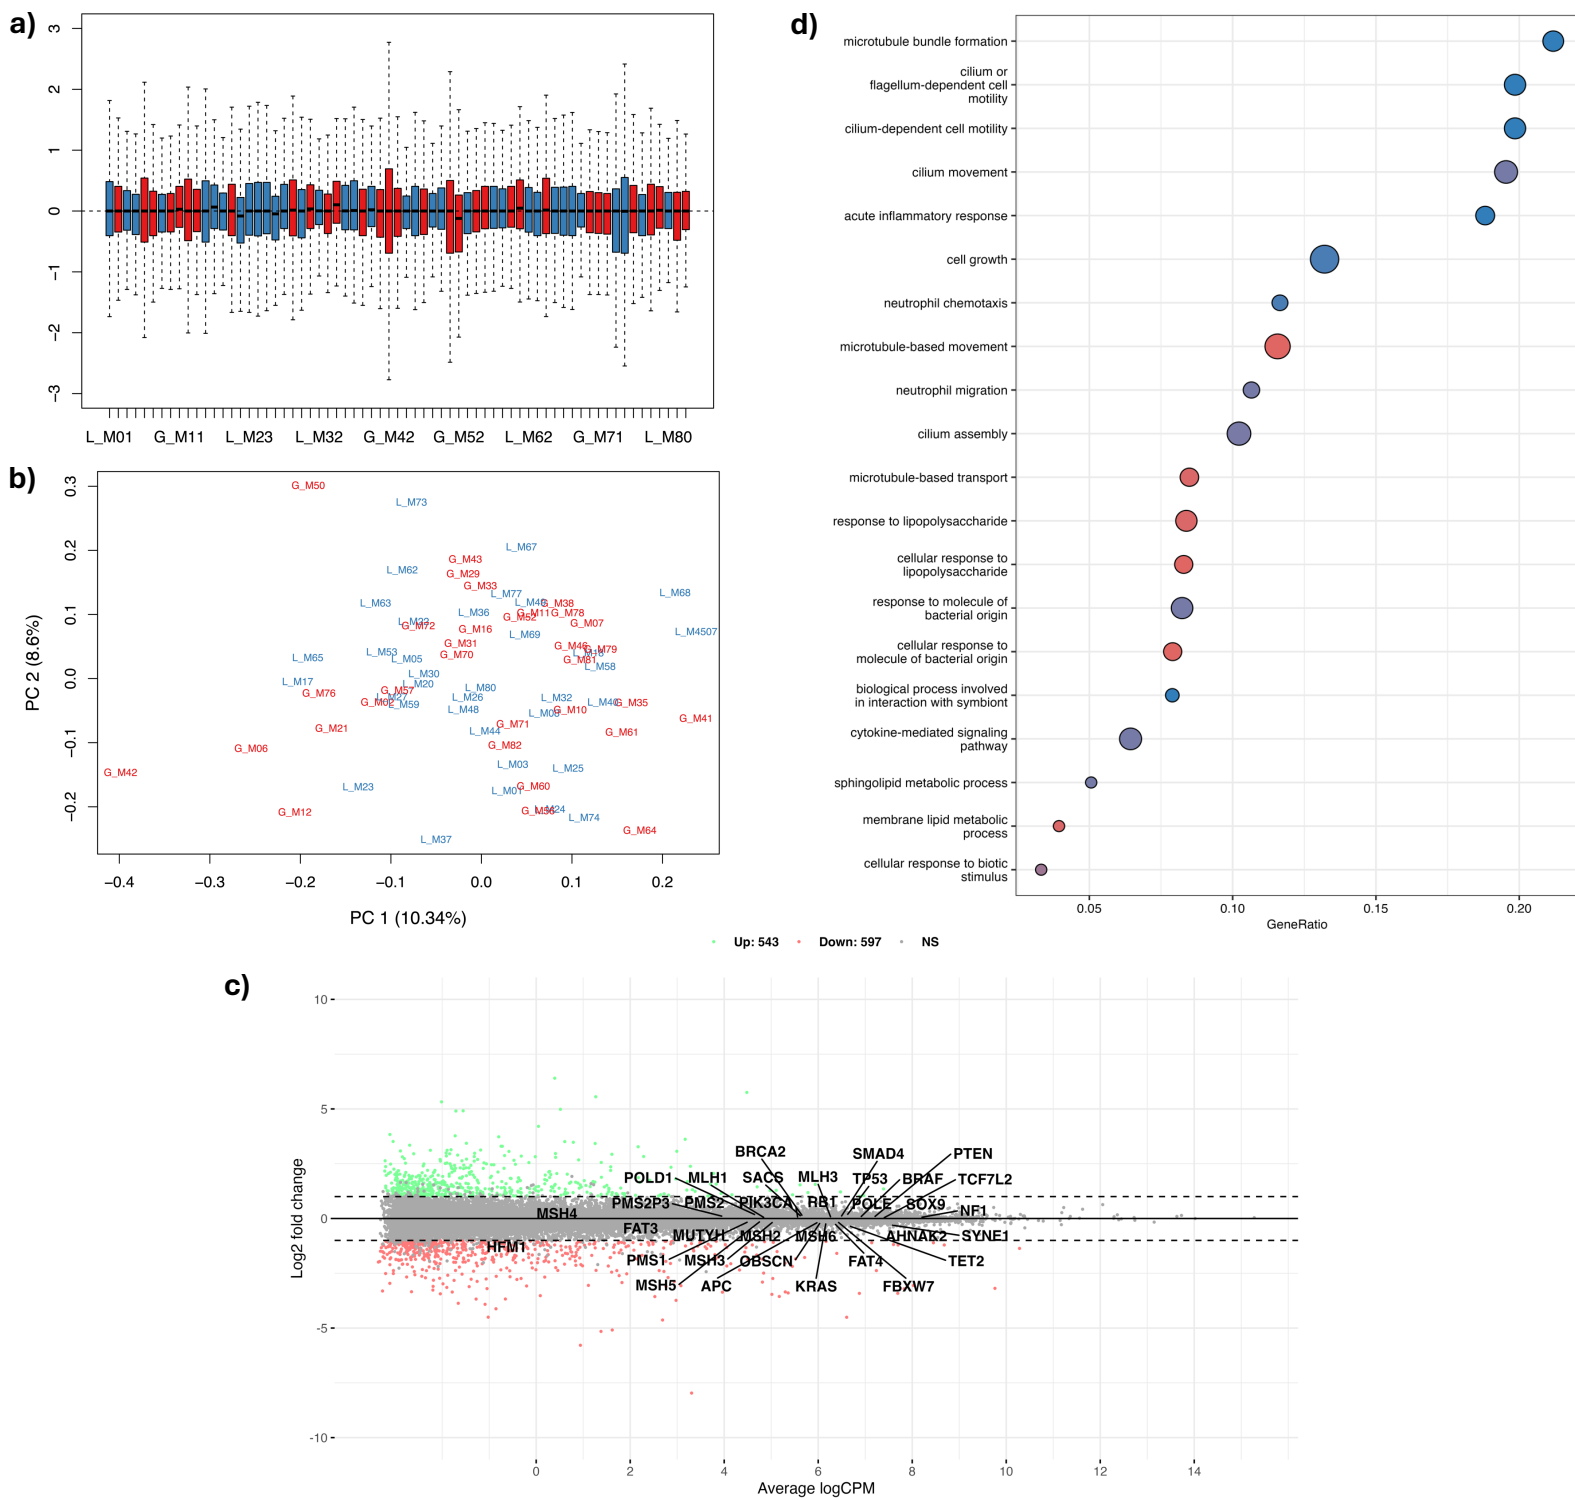 a)
3
2
1
0
−1
−2
−3
L_M01 G_M11 L_M23 L_M32 G_M42 G_M52 L_M62 G_M71 L_M80
b)
PC 2 (8.6%)
0.3
0.2
0.1
0.0
−0.1
−0.2
G_M50
L_M73
L_M67
G_M43
L_M62
G_M29
G_M33
L_M77
L_M68
L_M63
G_M38
L_M36
G_M11
G_M78
G_M52
G_M07
G_M72
G_M16
L_M4507
L_M69
G_M31
G_M46
G_M79
L_M53
G_M70
L_M65
L_M05
G_M81
L_M58
L_M30
L_M17
L_M20
L_M80
G_M76
G_M57
G_M02
L_M27
L_M59
L_M26
L_M32
L_M40
G_M35
L_M48
G_M10
G_M41
G_M21
G_M71
L_M44
G_M61
G_M06
G_M82
L_M03
L_M25
G_M42
L_M23
L_M01
G_M60
G_M12
G_M56
L_M24
L_M74
G_M64
L_M37
−0.4 −0.3 −0.2 −0.1 0.0 0.1 0.2
PC 1 (10.34%)
d)
microtubule bundle formation
cilium or
flagellum-dependent cell
motility
cilium-dependent cell motility
cilium movement
acute inflammatory response
cell growth
neutrophil chemotaxis
microtubule-based movement
neutrophil migration
cilium assembly
microtubule-based transport
response to lipopolysaccharide
cellular response to
lipopolysaccharide
response to molecule of
bacterial origin
cellular response to
molecule of bacterial origin
biological process involved
in interaction with symbiont
cytokine-mediated signaling
pathway
sphingolipid metabolic process
membrane lipid metabolic
process
cellular response to biotic
stimulus
0.05 0.10 0.15 0.20
GeneRatio
Up: 543 Down: 597 NS
c)
Log2 fold change
10
5
0
-5
-10
BRCA2 SMAD4 PTEN
POLD1 MLH1 SACS MLH3 TP53 BRAF TCF7L2
PMS2P3 PMS2 PIK3CA RB1 POLE SOX9 NF1
MSH4
FAT3 MUTYH MSH2 MSH6 AHNAK2 SYNE1
HFM1
PMS1 MSH3 OBSCN FAT4 TET2
MSH5 APC KRAS FBXW7
0 2 4 6 8 10 12 14
Average logCPM